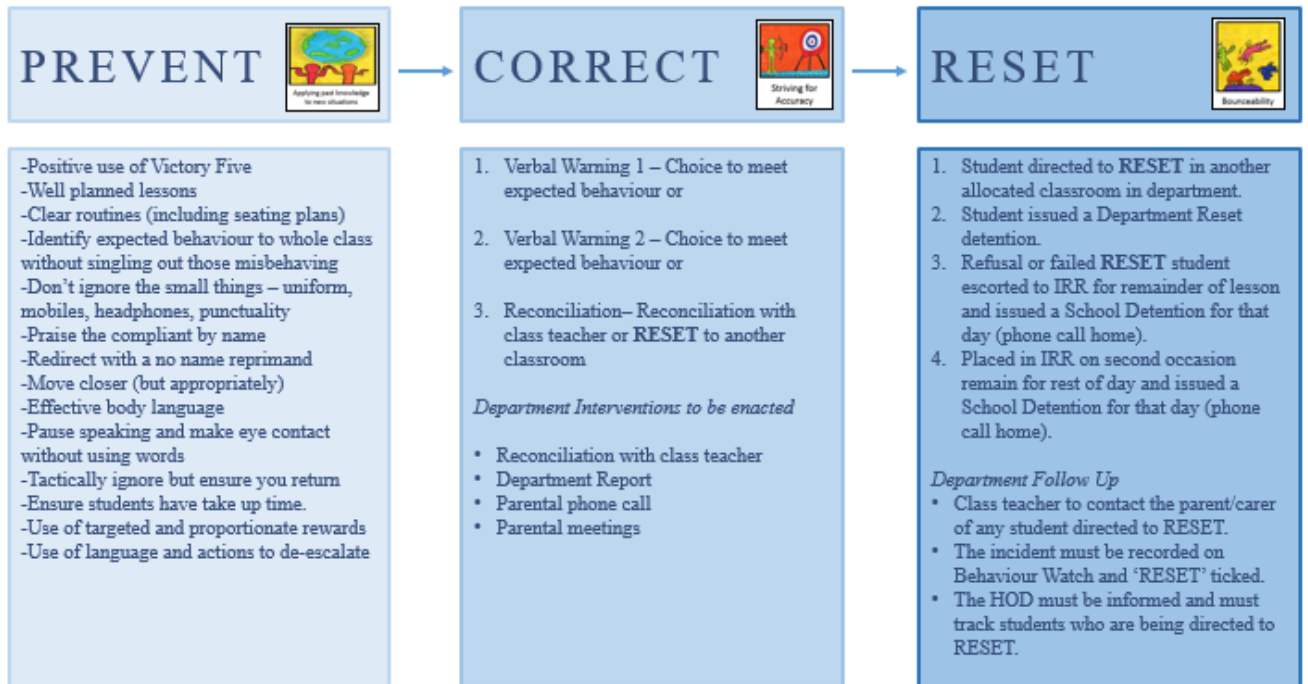 PREVENT
Applying past knowledge
to new situations
CORRECT
Striving for
Accuracy
RESET
Bounceability
-Positive use of Victory Five
-Well planned lessons
-Clear routines (including seating plans)
-Identify expected behaviour to whole class
without singling out those misbehaving
-Don’t ignore the small things – uniform,
mobiles, headphones, punctuality
-Praise the compliant by name
-Redirect with a no name reprimand
-Move closer (but appropriately)
-Effective body language
-Pause speaking and make eye contact
without using words
-Tactically ignore but ensure you return
-Ensure students have take up time.
-Use of targeted and proportionate rewards
-Use of language and actions to de-escalate
1. Verbal Warning 1 – Choice to meet
expected behaviour or
2. Verbal Warning 2 – Choice to meet
expected behaviour or
3. Reconciliation– Reconciliation with
class teacher or RESET to another
classroom
Department Interventions to be enacted
• Reconciliation with class teacher
• Department Report
• Parental phone call
• Parental meetings
1. Student directed to RESET in another
allocated classroom in department.
2. Student issued a Department Reset
detention.
3. Refusal or failed RESET student
escorted to IRR for remainder of lesson
and issued a School Detention for that
day (phone call home).
4. Placed in IRR on second occasion
remain for rest of day and issued a
School Detention for that day (phone
call home).
Department Follow Up
• Class teacher to contact the parent/carer
of any student directed to RESET.
• The incident must be recorded on
Behaviour Watch and ‘RESET’ ticked.
• The HOD must be informed and must
track students who are being directed to
RESET.